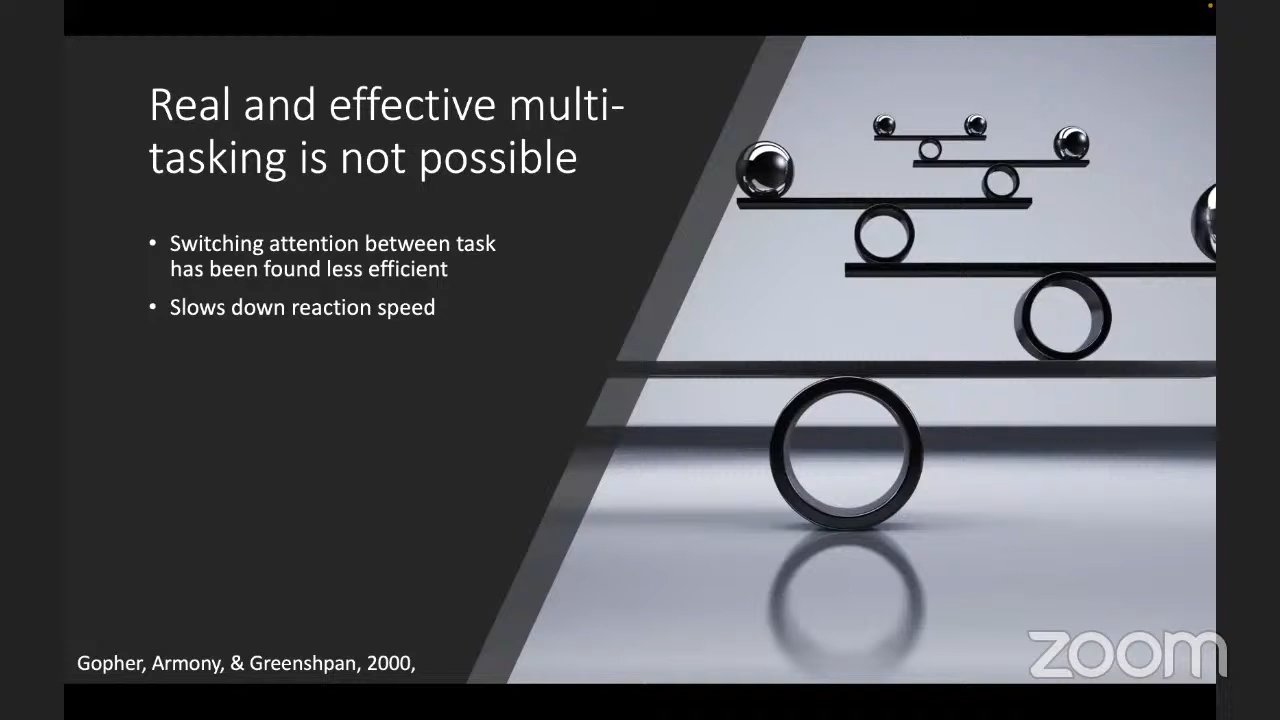 Real and effective multi-
tasking is not possible
• Switching attention between task
has been found less efficient
• Slows down reaction speed
Gopher, Armony, & Greenshpan, 2000,
zoom